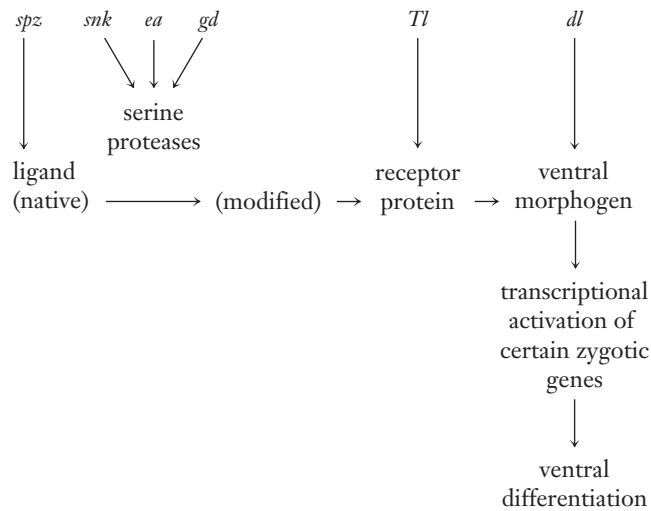 spz snk ea gd Tl dl
serine
proteases
ligand
(native)
(modified)
receptor
protein
ventral
morphogen
transcriptional
activation of
certain zygotic
genes
ventral
differentiation